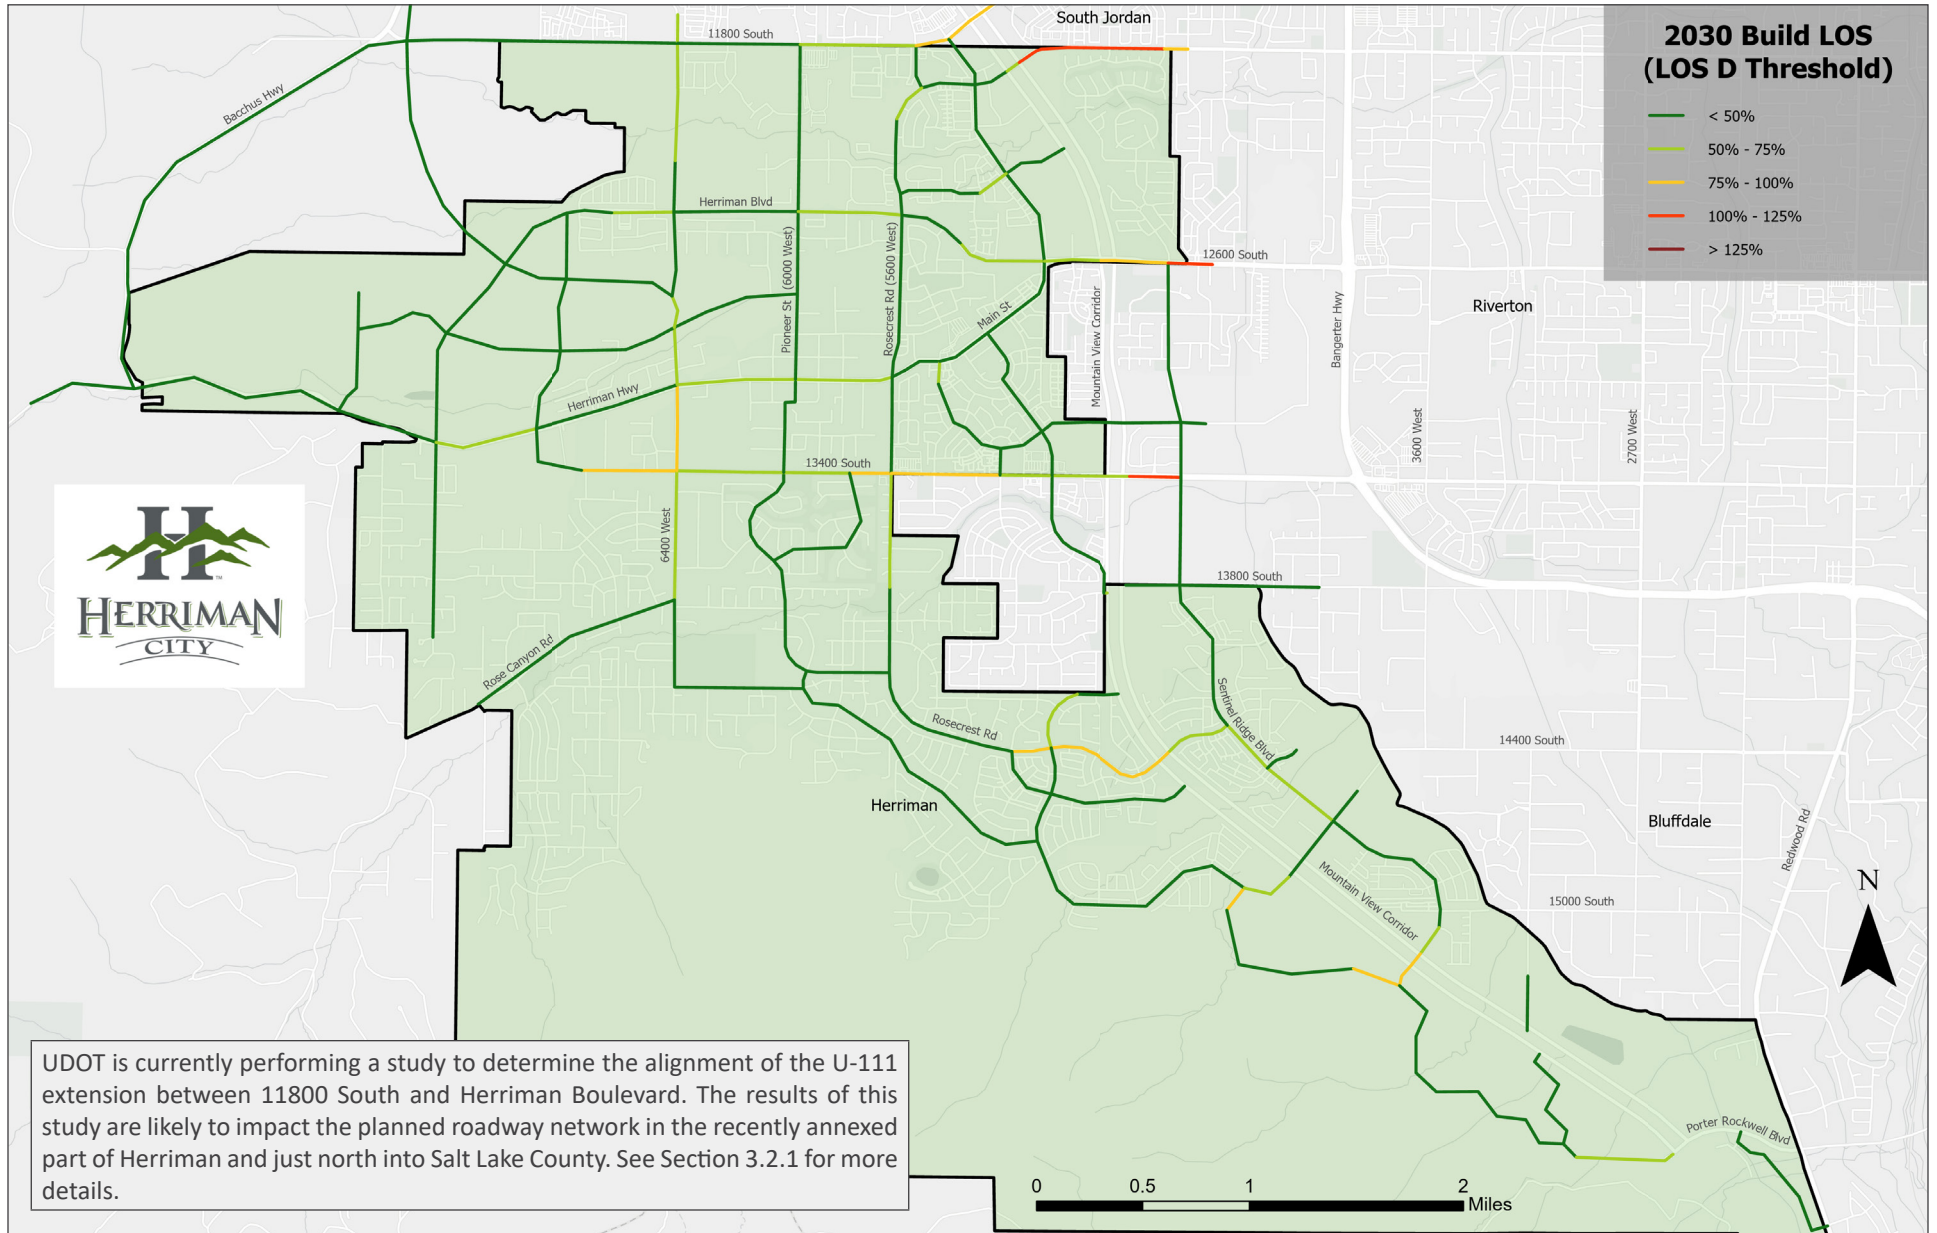 South Jordan
11800 South
Bacchus Hwy
2030 Build LOS
(LOS D Threshold)
< 50%
50% - 75%
75% - 100%
100% - 125%
> 125%
Herriman Blvd
Pioneer St (6000 West)
Rosecrest Rd (5600 West)
12600 South
Mountain View Corridor
Bangerter Hwy
Riverton
Main St
Herriman Hwy
3600 West
2700 West
13400 South
6400 West
H
TM
HERRIMAN
CITY
13800 South
Rose Canyon Rd
Sentinel Ridge Blvd
Rosecrest Rd
14400 South
Herriman
Bluffdale
Redwood Rd
Mountain View Corridor
15000 South
N
UDOT is currently performing a study to determine the alignment of the U-111
extension between 11800 South and Herriman Boulevard. The results of this
study are likely to impact the planned roadway network in the recently annexed
part of Herriman and just north into Salt Lake County. See Section 3.2.1 for more
details.
Porter Rockwell Blvd
0 0.5 1 2
Miles